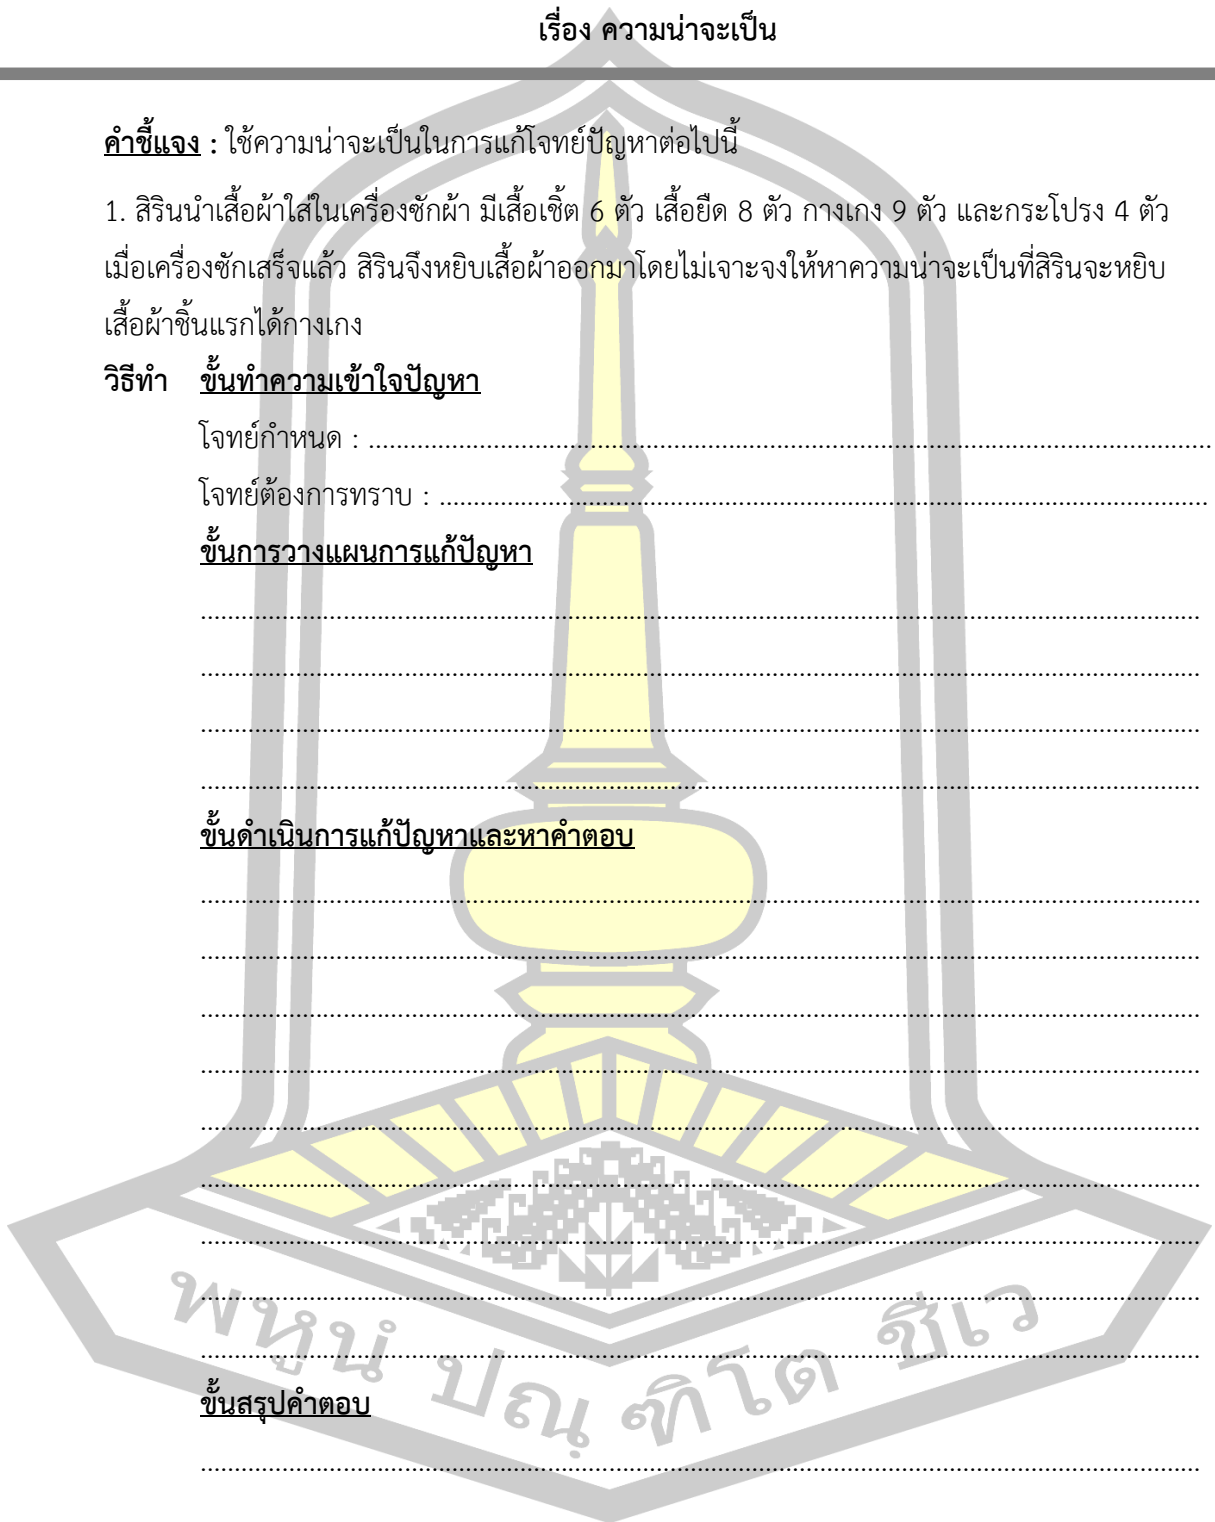 เรื่อง ความน่าจะเป็น
คำชี้แจง : ใช้ความน่าจะเป็นในการแก้โจทย์ปัญหาต่อไปนี้
1. สิรินนำเสื้อผ้าใส่ในเครื่องซักผ้า มีเสื้อเชิ้ต 6 ตัว เสื้อยืด 8 ตัว กางเกง 9 ตัว และกระโปรง 4 ตัว
เมื่อเครื่องซักเสร็จแล้ว สิรินจึงหยิบเสื้อผ้าออกมาโดยไม่เจาะจงให้หาความน่าจะเป็นที่สิรินจะหยิบ
เสื้อผ้าชิ้นแรกได้กางเกง
วิธีทำ ขั้นทำความเข้าใจปัญหา
โจทย์กำหนด : ........................................................................................................................
โจทย์ต้องการทราบ : .............................................................................................................
ขั้นการวางแผนการแก้ปัญหา
..............................................................................................................................................
..............................................................................................................................................
..............................................................................................................................................
..............................................................................................................................................
ขั้นดำเนินการแก้ปัญหาและหาคำตอบ
..............................................................................................................................................
..............................................................................................................................................
..............................................................................................................................................
..............................................................................................................................................
..............................................................................................................................................
..............................................................................................................................................
..............................................................................................................................................
..............................................................................................................................................
..............................................................................................................................................
พหูนํ ปณฺฑิโต ชีเว
ขั้นสรุปคำตอบ
..............................................................................................................................................